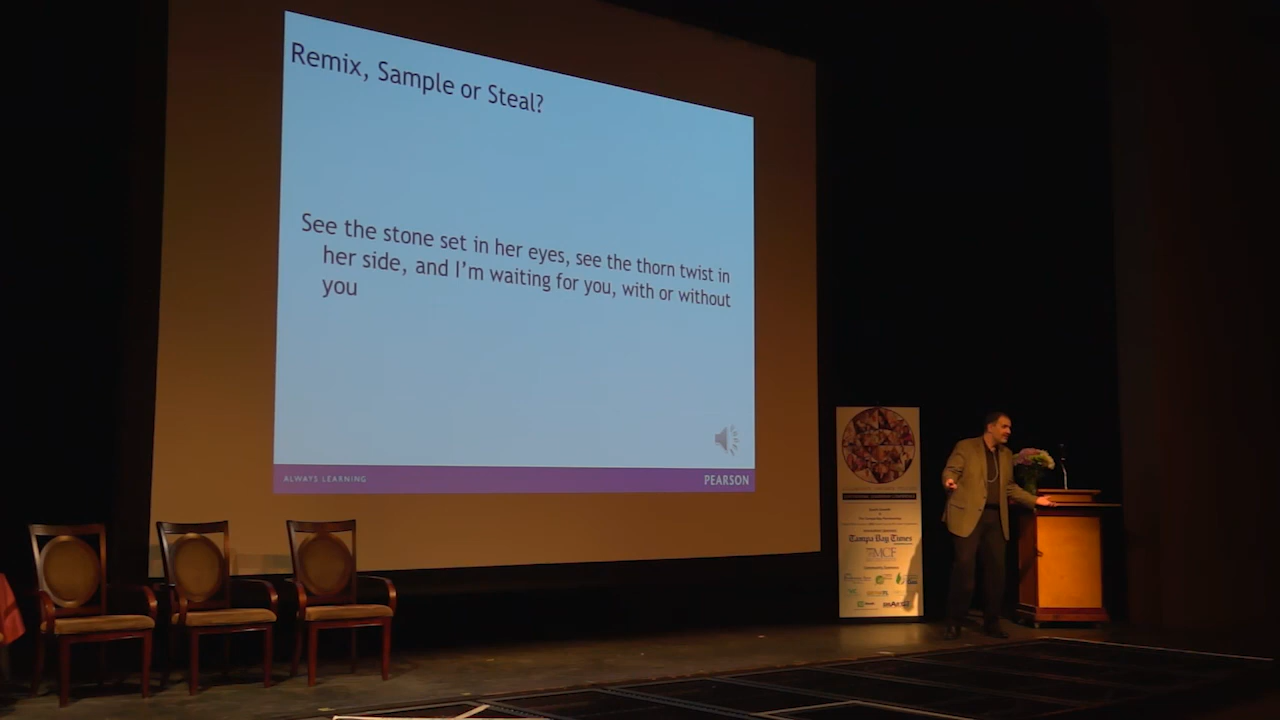 Remix, Sample or Steal?
See the stone set in her eyes, see the thorn twist in
her side, and I'm waiting for you, with or without
you
ALWAYS LEARNING
PEARSON
Tampa Bay Times
MCF